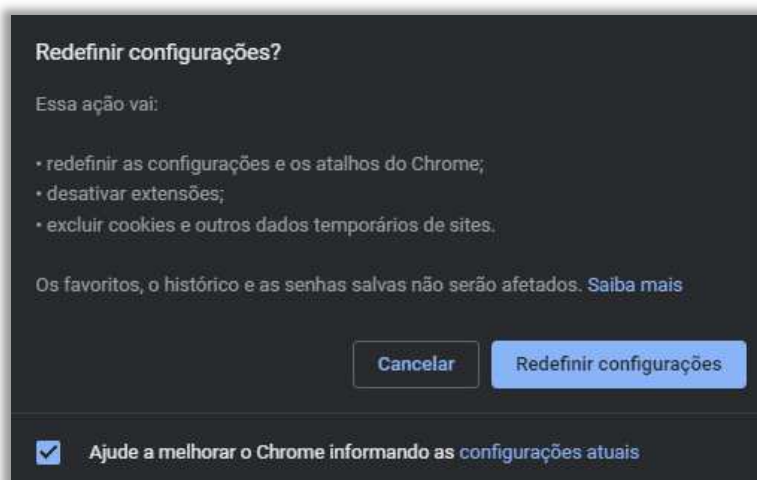 Redefinir configurações?
Essa ação vai:
• redefinir as configurações e os atalhos do Chrome;
• desativar extensões;
• excluir cookies e outros dados temporários de sites.
Os favoritos, o histórico e as senhas salvas não serão afetados. Saiba mais
Cancelar Redefinir configurações
Ajude a melhorar o Chrome informando as configurações atuais